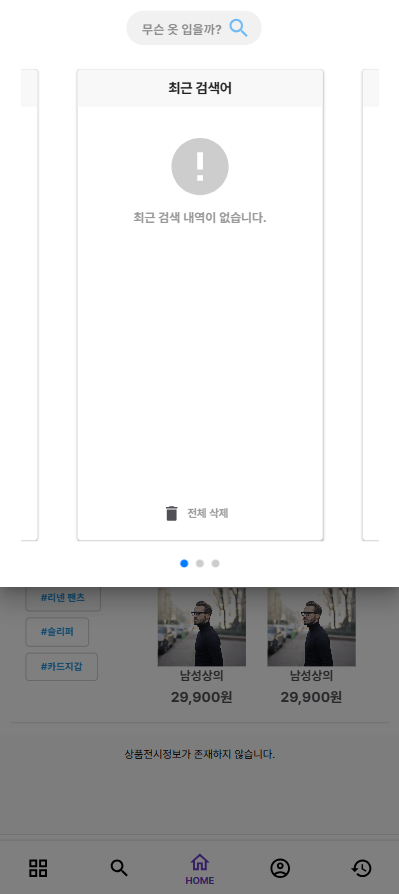 무슨 옷 입을까?
최근 검색어
최근 검색 내역이 없습니다.
전체 삭제
#리넨 팬츠
#슬리퍼
#카드지갑
남성상의
29,900원
남성상의
29,900원
상품전시정보가 존재하지 않습니다.
HOME